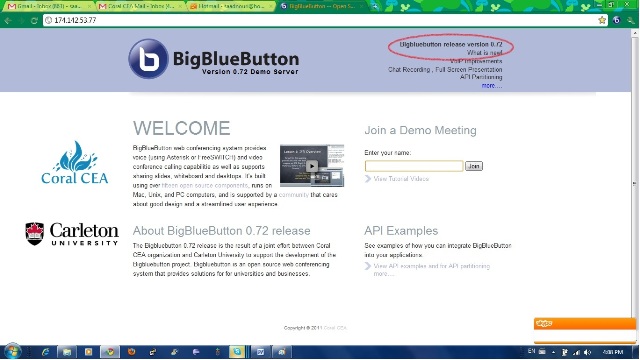 Gmail - Inbox (681) - saa...
Coral CEA Mail - Inbox (4...
Hotmail - saadnouri@ho...
BigBlueButton — Open S...
174.142.53.77
BigBlueButton
Version 0.72 Demo Server
Bigbluebutton release version 0.72
What is new!
VoIP Improvements
Chat Recording , Full Screen Presentation
API Partitioning
more....
WELCOME
BigBlueButton web conferencing system provides
voice (using Asterisk or FreeSWITCH) and video
conference calling capabilitie as well as supports
sharing slides, whiteboard and desktops. It's built
using over fifteen open source components, runs on
Mac, Unix, and PC computers, and is supported by a community that cares
about good design and a streamlined user experience.
Join a Demo Meeting
Enter your name:
Join
View Tutorial Videos
Coral CEA
Carleton
UNIVERSITY
About BigBlueButton 0.72 release
The Bigbluebutton 0.72 release is the result of a joint effort between Coral
CEA organization and Carleton University to support the development of the
Bigbluebutton project. Bigbluebutton is an open source web conferencing
system that provides solutions for for universities and businesses.
API Examples
See examples of how you can integrate BigBlueButton
into your applications
View API examples and for API partitioning
more....
Copyright © 2011 Coral CEA
EN
4:08 PM